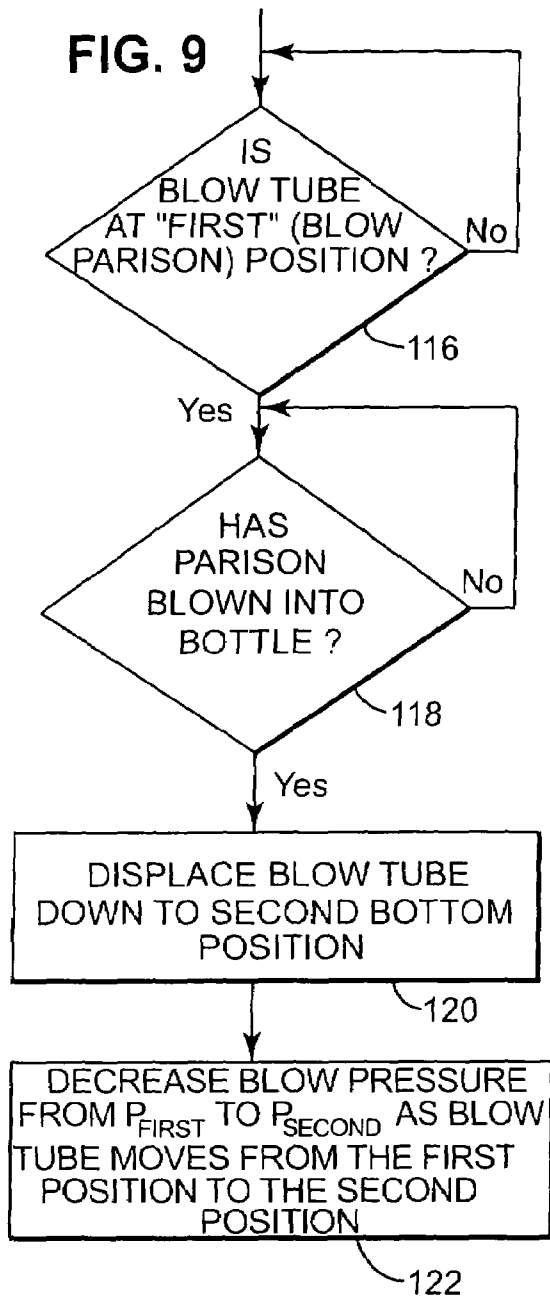 FIG. 9
IS
BLOW TUBE
AT "FIRST" (BLOW
PARISON) POSITION ?
No
116
Yes
HAS
PARISON
BLOWN INTO
BOTTLE ?
No
118
Yes
DISPLACE BLOW TUBE
DOWN TO SECOND BOTTOM
POSITION
120
DECREASE BLOW PRESSURE
FROM PFIRST TO PSECOND AS BLOW
TUBE MOVES FROM THE FIRST
POSITION TO THE SECOND
POSITION
122